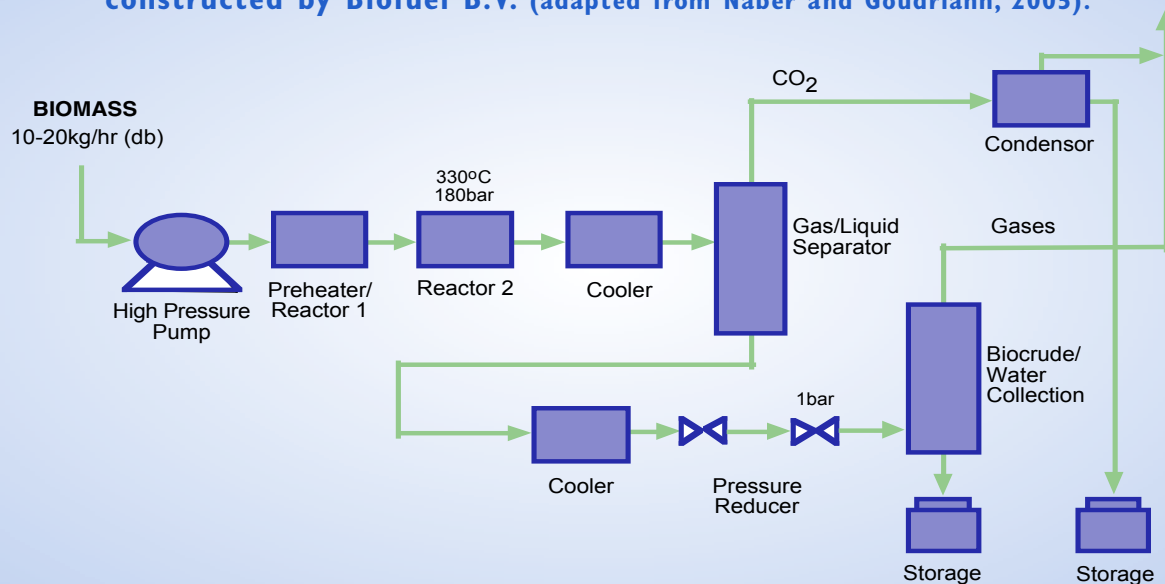 constructed by Biofuel B.V. (adapted from Naber and Goudriann, 2005).
BIOMASS
10-20kg/hr (db)
High Pressure
Pump
Preheater/
Reactor 1
330ºC
180bar
Reactor 2
Cooler
Gas/Liquid
Separator
CO2
Condensor
Gases
Cooler
Pressure
Reducer
1bar
Biocrude/
Water
Collection
Storage
Storage